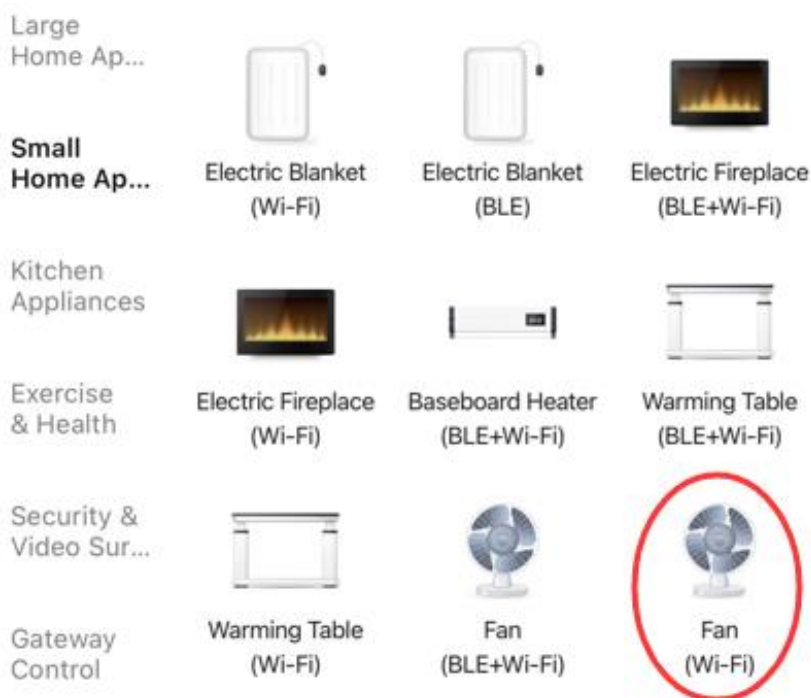 Large
Home Ap...
Small
Home Ap...
Kitchen
Appliances
Exercise
& Health
Security &
Video Sur...
Gateway
Control
Electric Blanket
(Wi-Fi)
Electric Blanket
(BLE)
Electric Fireplace
(BLE+Wi-Fi)
Electric Fireplace
(Wi-Fi)
Baseboard Heater
(BLE+Wi-Fi)
Warming Table
(BLE+Wi-Fi)
Warming Table
(Wi-Fi)
Fan
(BLE+Wi-Fi)
Fan
(Wi-Fi)